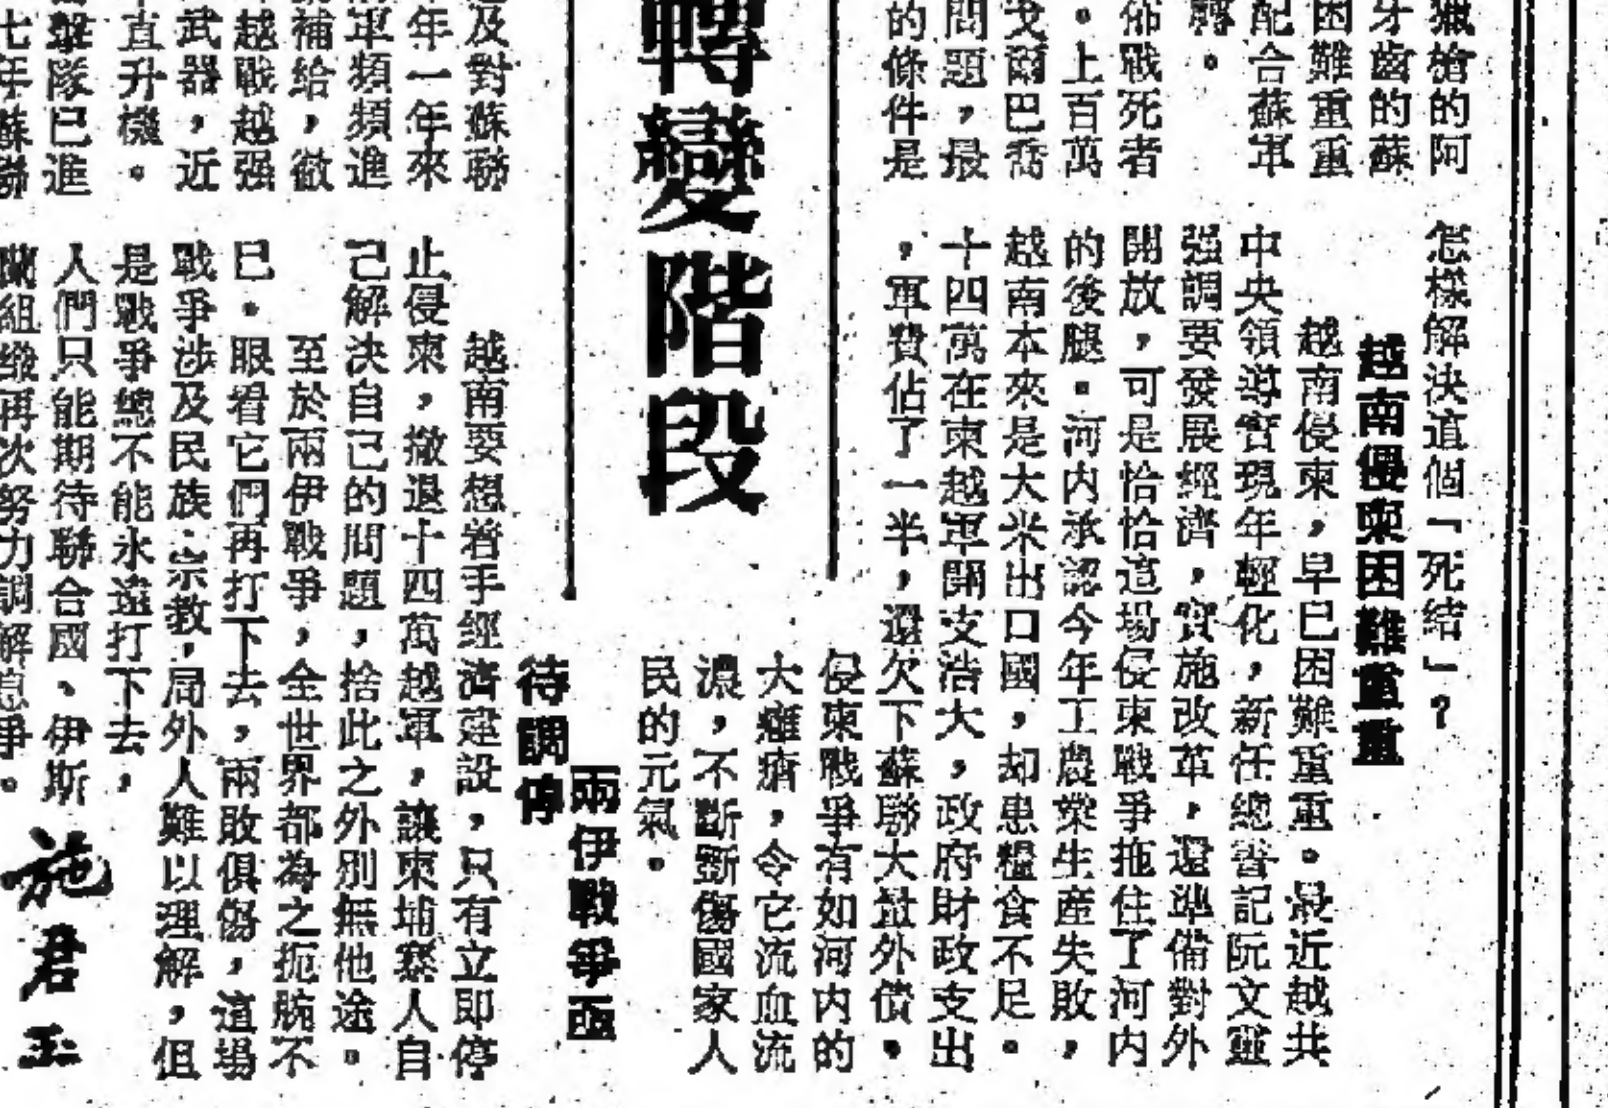 獵槍的阿
牙齒的蘇
困難重重
配合蘇軍
轉。
佈戰死者
。上百萬
戈爾巴喬
問題，最
的條件是
轉變階段
及對蘇聯
年一年來
軍頻頻進
補給，敵
越戰越强
武器，近
直升機。
擊隊已進
七年蘇聯
怎樣解決這個「死結」？
越南侵柬困難重重
越南侵柬，早已困難重重。最近越共
中央領導實現年輕化，新任總書記阮文靈
强調要發展經濟，實施改革，還準備對外
開放，可是恰恰這場侵柬戰爭拖住了河内
的後腿。河内承認今年工農業生產失敗，
越南本來是大米出口國，却患糧食不足。
十四萬在柬越軍開支浩大，政府財政支出
，軍費佔了一半，還欠下蘇聯大量外債。
侵柬戰爭有如河内的
大癰瘡，令它流血流
濃，不斷斲傷國家人
民的元氣。
兩伊戰爭亟
待調停
越南要想着手經濟建設，只有立即停
止侵柬，撤退十四萬越軍，讓柬埔寨人自
己解決自己的問題，捨此之外別無他途。
至於兩伊戰爭，全世界都為之扼腕不
已。眼看它們再打下去，兩敗俱傷，這場
戰爭涉及民族、宗教，局外人難以理解，但
是戰爭總不能永遠打下去，
人們只能期待聯合國、伊斯
蘭組織再次努力調解息爭。
施君玉